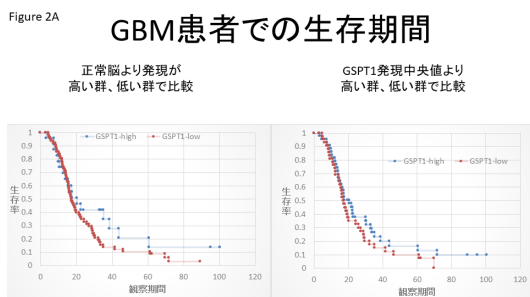 Figure 2A
GBM患者での生存期間
正常脳より発現が
高い群、低い群で比較
GSPT1発現中央値より
高い群、低い群で比較
GSPT1-high GSPT1-low
1
0.9
0.8
0.7
0.6
0.5
0.4
0.3
0.2
0.1
0 20 40 60 80 100 120
生存率
観察期間
GSPT1-high GSPT1-low
1
0.9
0.8
0.7
0.6
0.5
0.4
0.3
0.2
0.1
0
0 20 40 60 80 100 120
生存率
観察期間